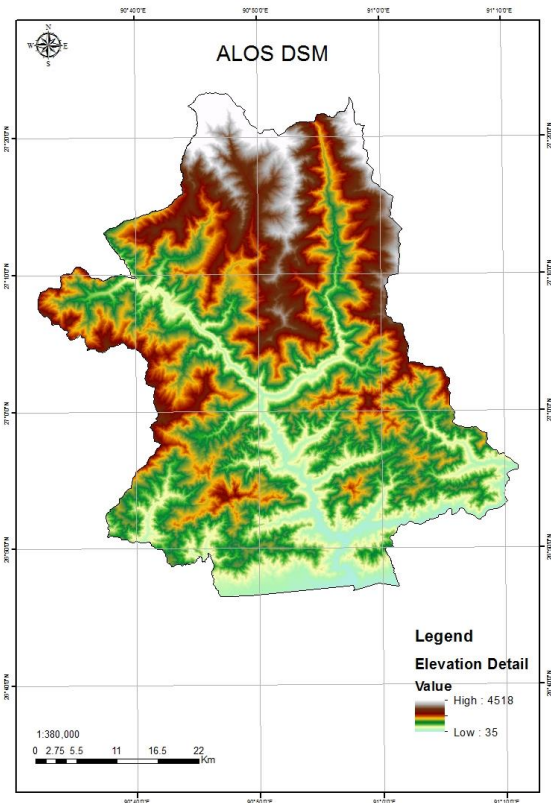 90°40'0"E 90°50'0"E 91°0'0"E 91°10'0"E
N
W E
S
ALOS DSM
Legend
Elevation Detail
Value
High : 4518
Low : 35
1:380,000
0 2.75 5.5 11 16.5 22
Km
90°40'0"E 90°50'0"E 91°0'0"E 91°10'0"E